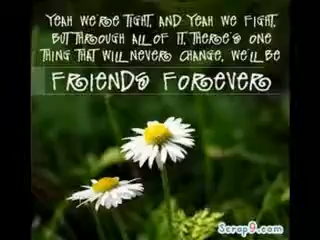 Yeah we're tight, and yeah we fight,
but through all of it, there's one
thing that will never change, we'll be
FRIENDS FOREVER
Scrap9.com